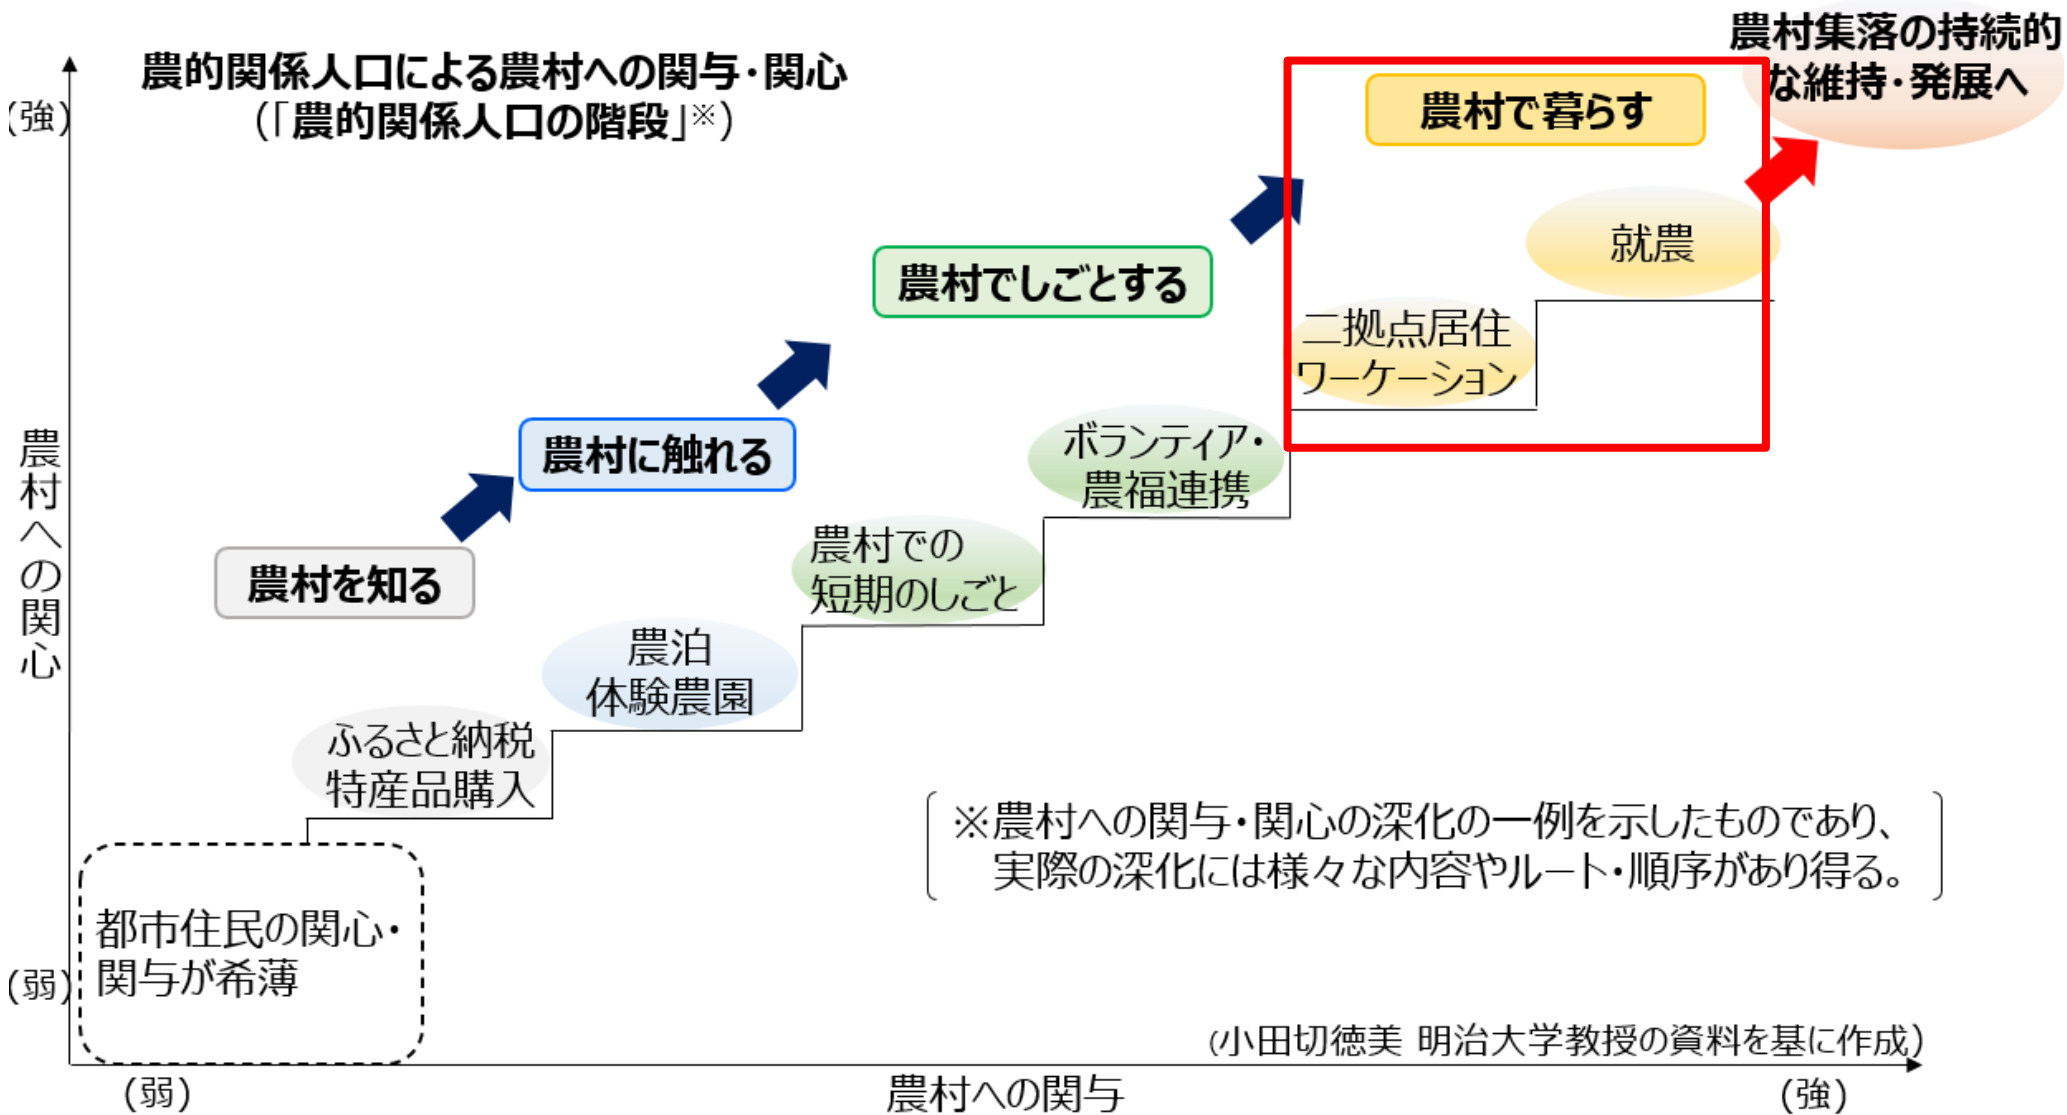 農村集落の持続的
な維持・発展へ
農的関係人口による農村への関与・関心
(「農的関係人口の階段」※)
(強)
農村で暮らす
就農
二拠点居住
ワーケーション
農村でしごとする
ボランティア・
農福連携
農村での
短期のしごと
農村に触れる
農泊
体験農園
農村を知る
ふるさと納税
特産品購入
農村への関心
※農村への関与・関心の深化の一例を示したものであり、
実際の深化には様々な内容やルート・順序があり得る。
都市住民の関心・
関与が希薄
(弱)
(小田切徳美 明治大学教授の資料を基に作成)
(弱)
農村への関与
(強)